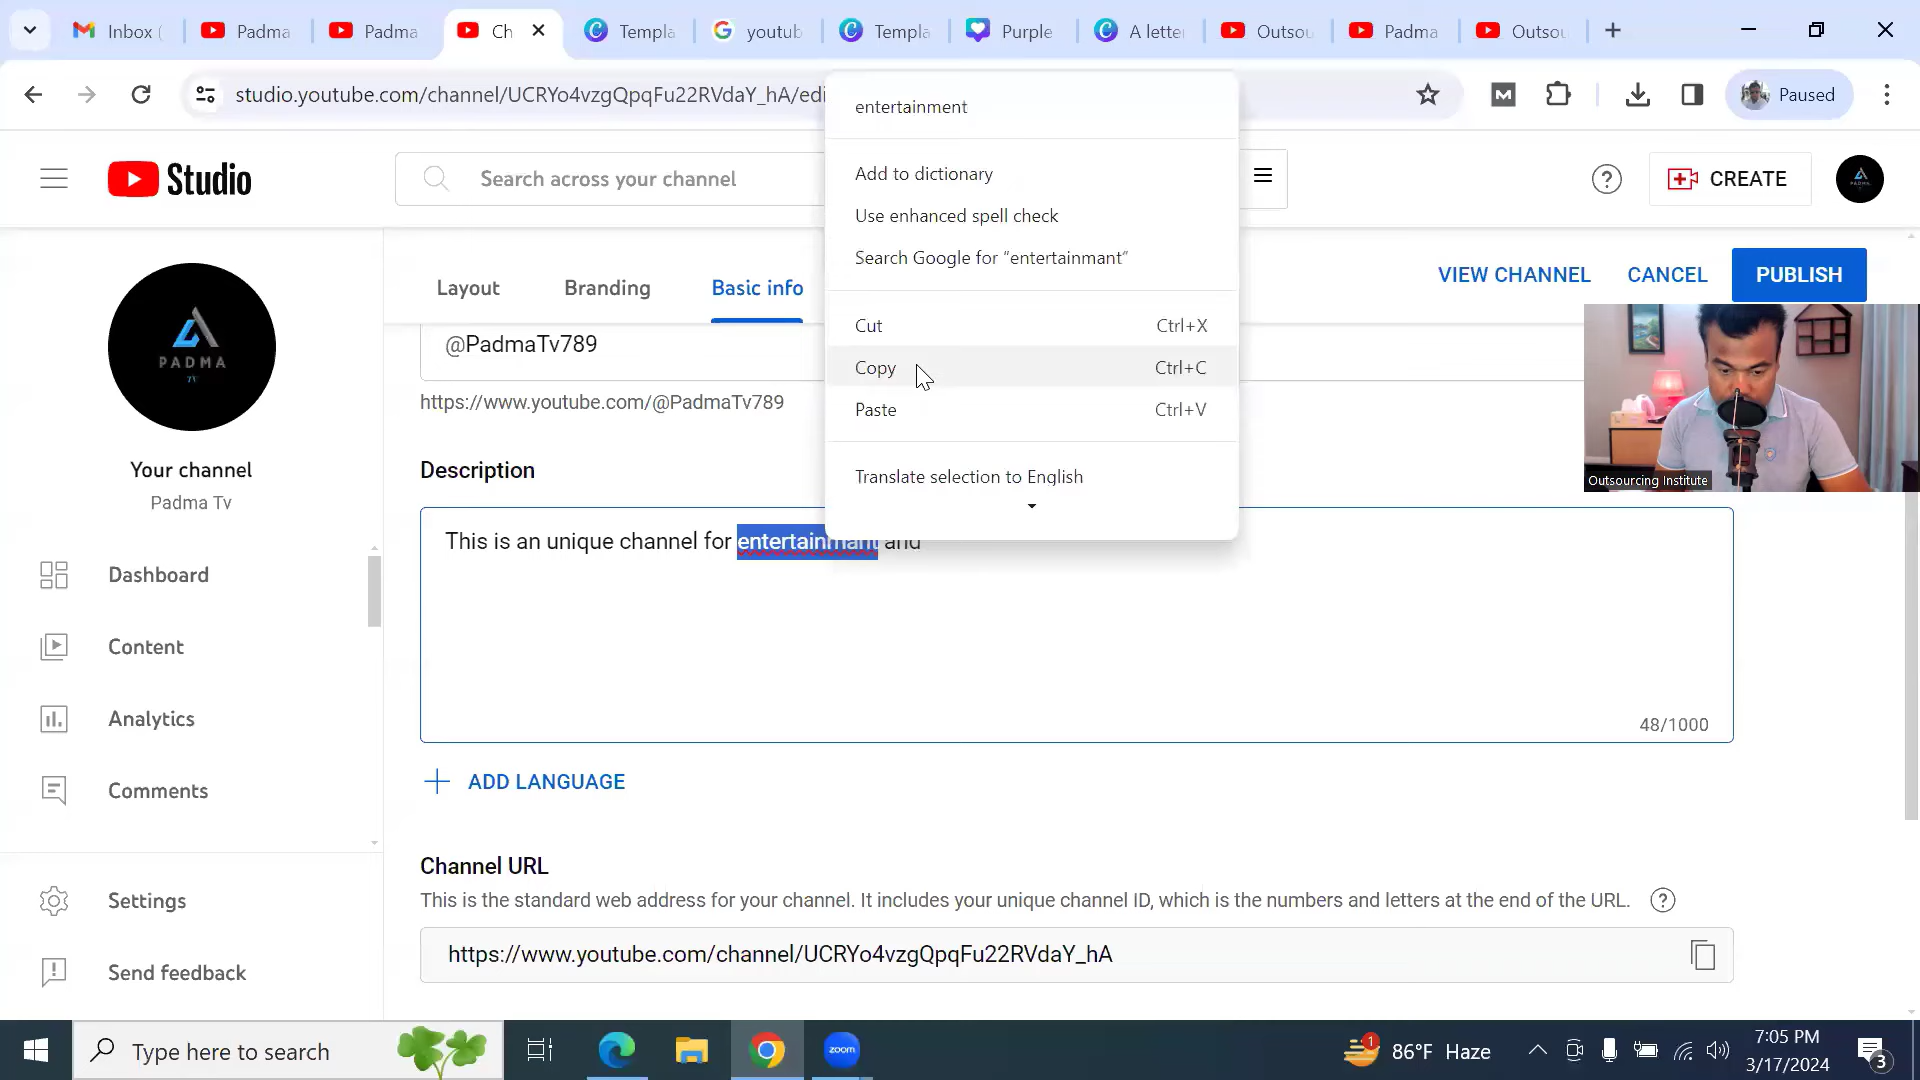 Inbox (
Padma
Padma
Ch
Templa
youtub
Templa
Purple
A letter
Outsou
Padma
Outsou
studio.youtube.com/channel/UCRYo4vzgQpqFu22RVdaY_hA/edi
M
Paused
Studio
Search across your channel
CREATE
Layout
Branding
Basic info
VIEW CHANNEL
CANCEL
PUBLISH
entertainment
Add to dictionary
Use enhanced spell check
Search Google for “entertainmant”
Cut Ctrl+X
Copy Ctrl+C
Paste Ctrl+V
Translate selection to English
PADMA
TV
Your channel
Padma Tv
Dashboard
Content
Analytics
Comments
Settings
Send feedback
@PadmaTv789
https://www.youtube.com/@PadmaTv789
Description
This is an unique channel for entertainmant and
48/1000
ADD LANGUAGE
Channel URL
This is the standard web address for your channel. It includes your unique channel ID, which is the numbers and letters at the end of the URL.
https://www.youtube.com/channel/UCRYo4vzgQpqFu22RVdaY_hA
Outsourcing Institute
Type here to search
zoom
1
86°F Haze
7:05 PM
3/17/2024
3